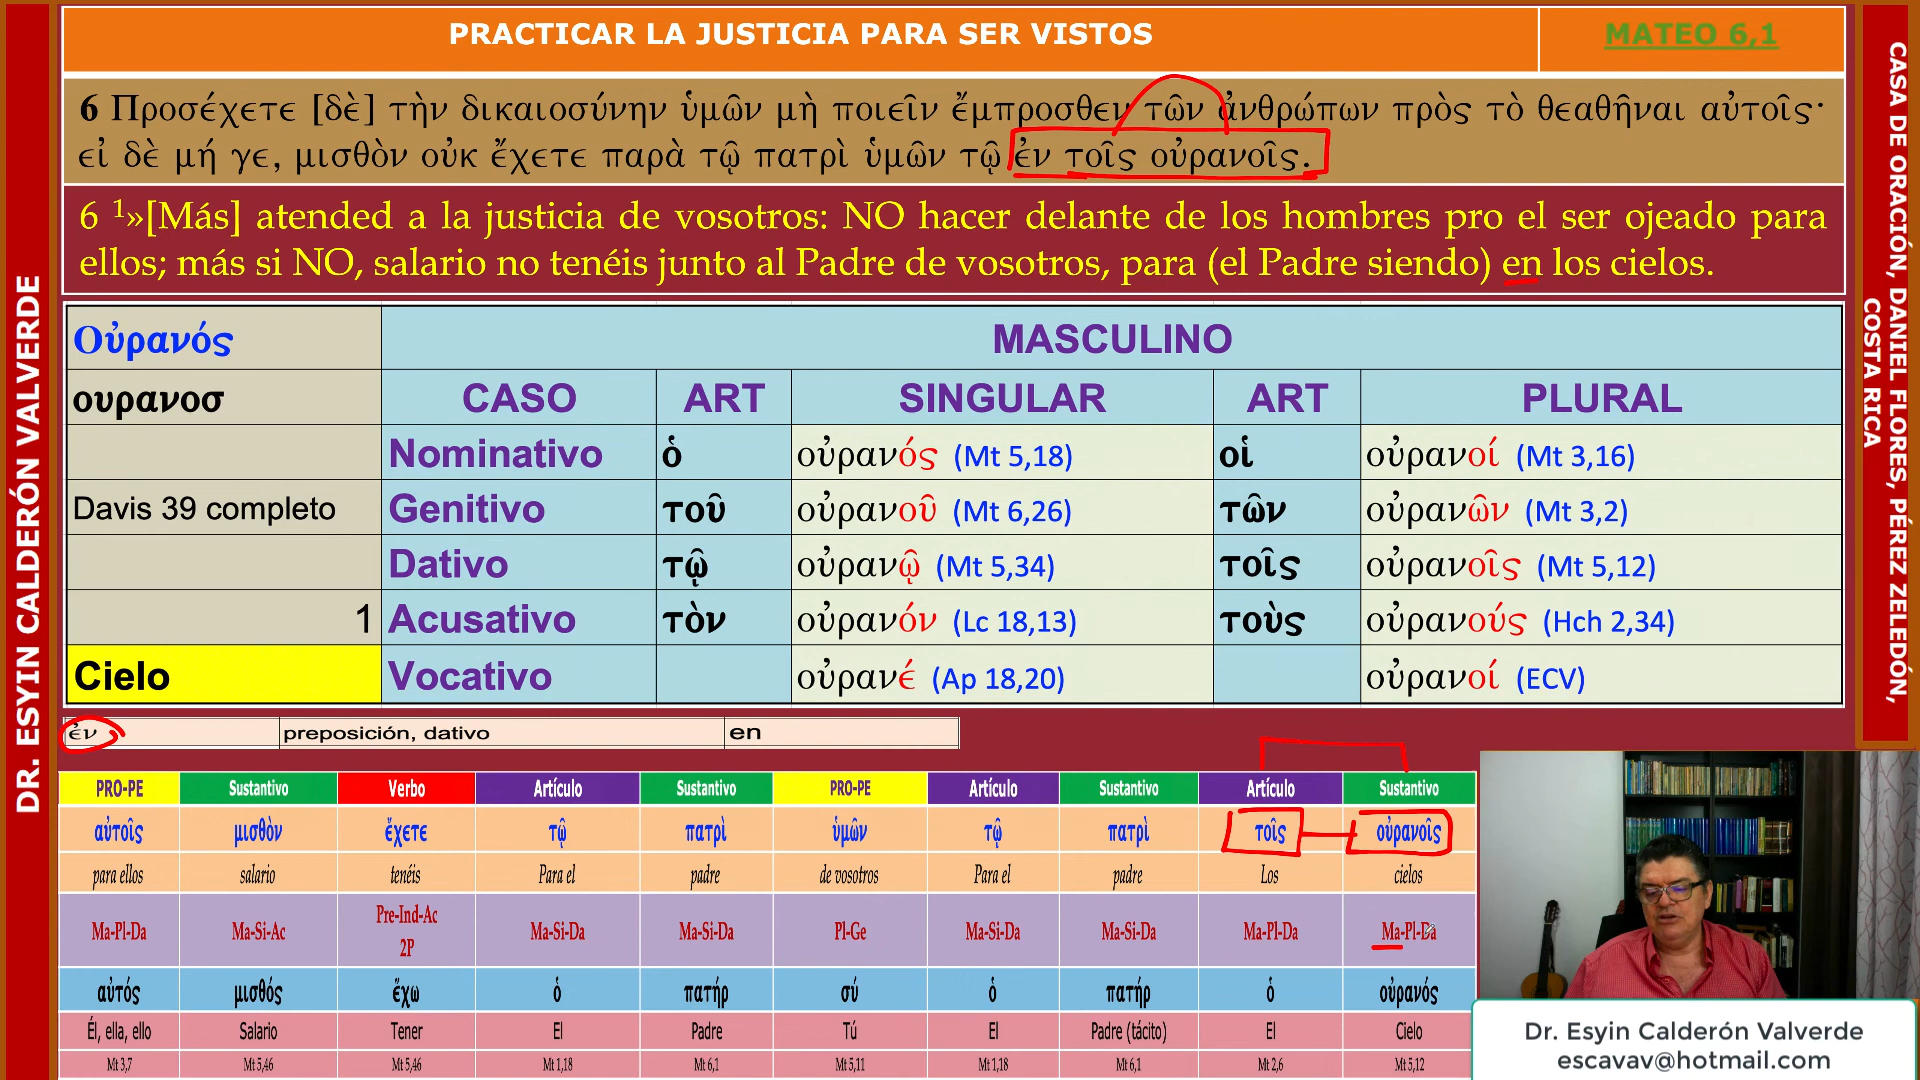 PRACTICAR LA JUSTICIA PARA SER VISTOS
MATEO 6,1
6 Προσέχετε [δὲ] τὴν δικαιοσύνην ὑμῶν μὴ ποιεῖν ἔμπροσθεν τῶν ἀνθρώπων πρὸς τὸ θεαθῆναι αὐτοῖς·
εἰ δὲ μή γε, μισθὸν οὐκ ἔχετε παρὰ τῷ πατρὶ ὑμῶν τῷ ἐν τοῖς οὐρανοῖς.
6 ¹»[Más] atended a la justicia de vosotros: NO hacer delante de los hombres pro el ser ojeado para
ellos; más si NO, salario no tenéis junto al Padre de vosotros, para (el Padre siendo) en los cielos.
Οὐρανός MASCULINO
ουρανοσ CASO ART SINGULAR ART PLURAL
Nominativo ὁ οὐρανός (Mt 5,18) οἱ οὐρανοί (Mt 3,16)
Davis 39 completo Genitivo τοῦ οὐρανοῦ (Mt 6,26) τῶν οὐρανῶν (Mt 3,2)
Dativo τῷ οὐρανῷ (Mt 5,34) τοῖς οὐρανοῖς (Mt 5,12)
1 Acusativo τὸν οὐρανόν (Lc 18,13) τοὺς οὐρανούς (Hch 2,34)
Cielo Vocativo οὐρανέ (Ap 18,20) οὐρανοί (ECV)
ἐν preposición, dativo en
PRO-PE Sustantivo Verbo Artículo Sustantivo PRO-PE Artículo Sustantivo Artículo Sustantivo
αὐτοῖς μισθὸν ἔχετε τῷ πατρὶ ὑμῶν τῷ πατρὶ τοῖς οὐρανοῖς
para ellos salario tenéis Para el padre de vosotros Para el padre Los cielos
Ma-Pl-Da Ma-Si-Ac Pre-Ind-Ac 2P Ma-Si-Da Ma-Si-Da Pl-Ge Ma-Si-Da Ma-Si-Da Ma-Pl-Da Ma-Pl-Da
αὐτός μισθός ἔχω ὁ πατήρ σύ ὁ πατήρ ὁ οὐρανός
Él, ella, ello Salario Tener El Padre Tú El Padre (tácito) El Cielo
Mt 3,7 Mt 5,46 Mt 5,46 Mt 1,18 Mt 6,1 Mt 5,11 Mt 1,18 Mt 6,1 Mt 2,6 Mt 5,12
DR. ESYIN CALDERÓN VALVERDE
CASA DE ORACIÓN, DANIEL FLORES, PÉREZ ZELEDÓN,
COSTA RICA
Dr. Esyin Calderón Valverde
escavav@hotmail.com